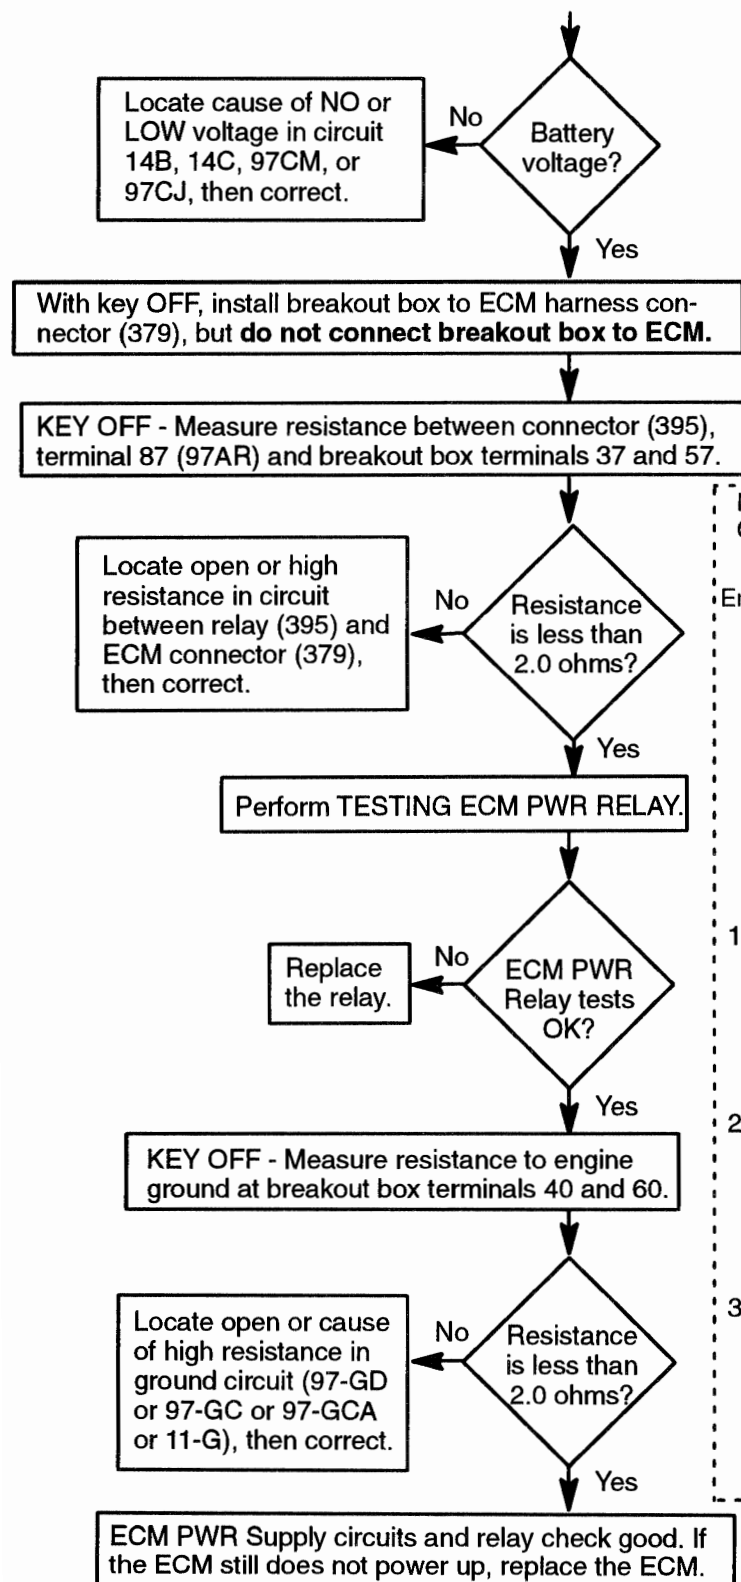 Locate cause of NO or
LOW voltage in circuit
14B, 14C, 97CM, or
97CJ, then correct.
No
Battery
voltage?
Yes
With key OFF, install breakout box to ECM harness con-
nector (379), but do not connect breakout box to ECM.
KEY OFF - Measure resistance between connector (395),
terminal 87 (97AR) and breakout box terminals 37 and 57.
Locate open or high
resistance in circuit
between relay (395) and
ECM connector (379),
then correct.
No
Resistance
is less than
2.0 ohms?
Yes
Perform TESTING ECM PWR RELAY.
Replace
the relay.
No
ECM PWR
Relay tests
OK?
Yes
KEY OFF - Measure resistance to engine
ground at breakout box terminals 40 and 60.
Locate open or cause
of high resistance in
ground circuit (97-GD
or 97-GC or 97-GCA
or 11-G), then correct.
No
Resistance
is less than
2.0 ohms?
Yes
ECM PWR Supply circuits and relay check good. If
the ECM still does not power up, replace the ECM.
1
2
3